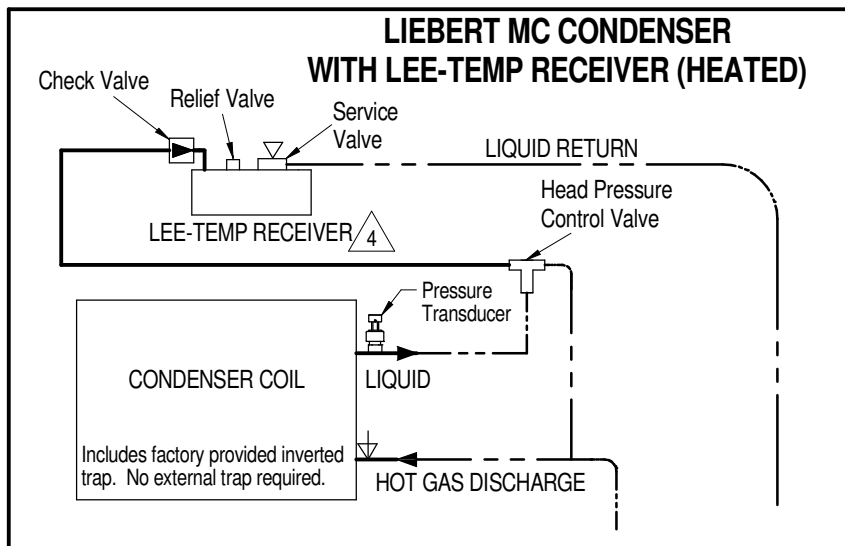 LIEBERT MC CONDENSER
WITH LEE-TEMP RECEIVER (HEATED)
Check Valve
Relief Valve
Service
Valve
LIQUID RETURN
Head Pressure
Control Valve
LEE-TEMP RECEIVER
4
Pressure
Transducer
CONDENSER COIL
LIQUID
Includes factory provided inverted
trap. No external trap required.
HOT GAS DISCHARGE